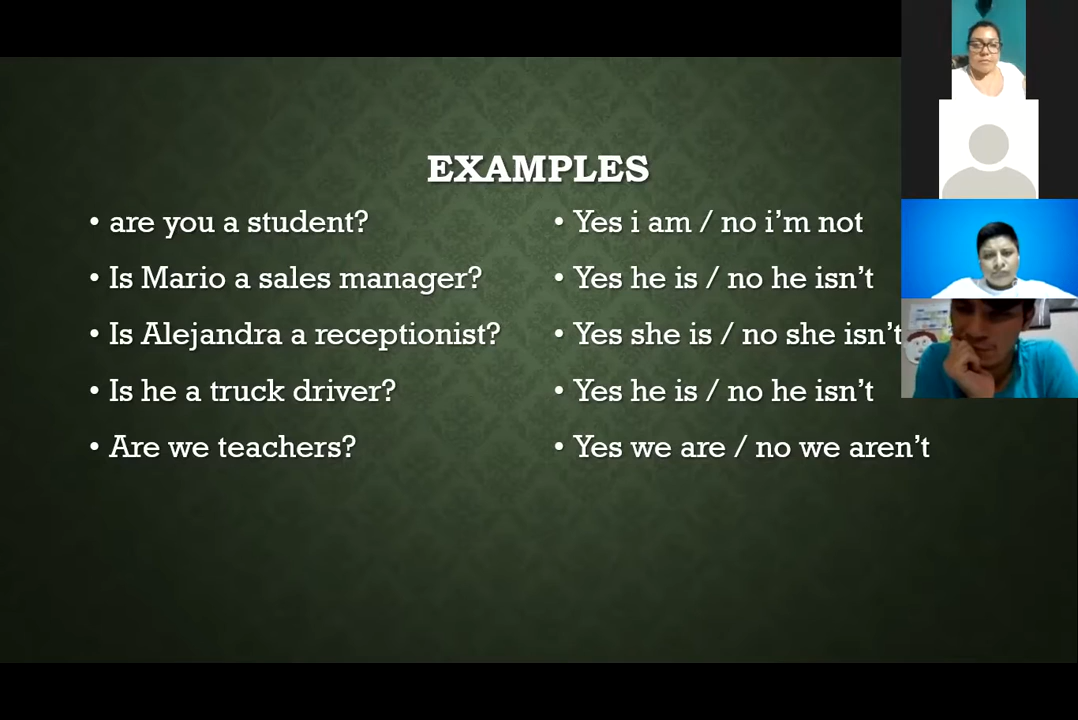 EXAMPLES
• are you a student?
• Yes i am / no i'm not
• Is Mario a sales manager?
• Yes he is / no he isn't
• Is Alejandra a receptionist?
• Yes she is / no she isn't
• Is he a truck driver?
• Yes he is / no he isn't
• Are we teachers?
• Yes we are / no we aren't